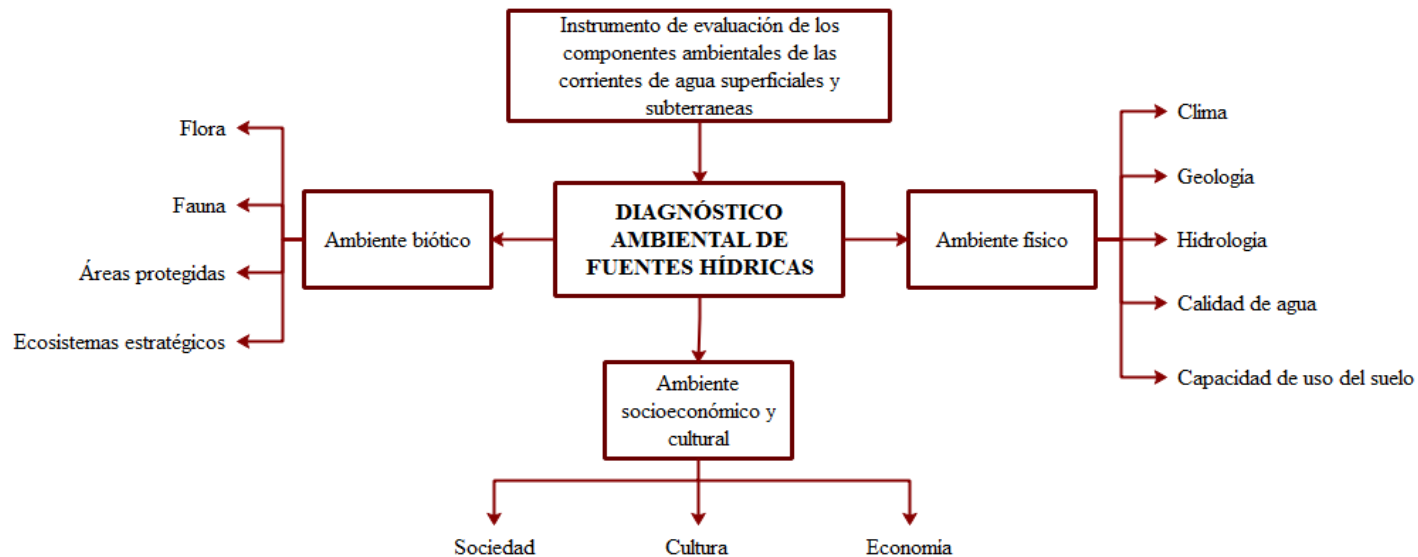 Instrumento de evaluación de los
componentes ambientales de las
corrientes de agua superficiales y
subterraneas
DIAGNÓSTICO
AMBIENTAL DE
FUENTES HÍDRICAS
Ambiente biótico
Flora
Fauna
Áreas protegidas
Ecosistemas estratégicos
Ambiente físico
Clima
Geología
Hidrología
Calidad de agua
Capacidad de uso del suelo
Ambiente
socioeconómico y
cultural
Sociedad
Cultura
Economía